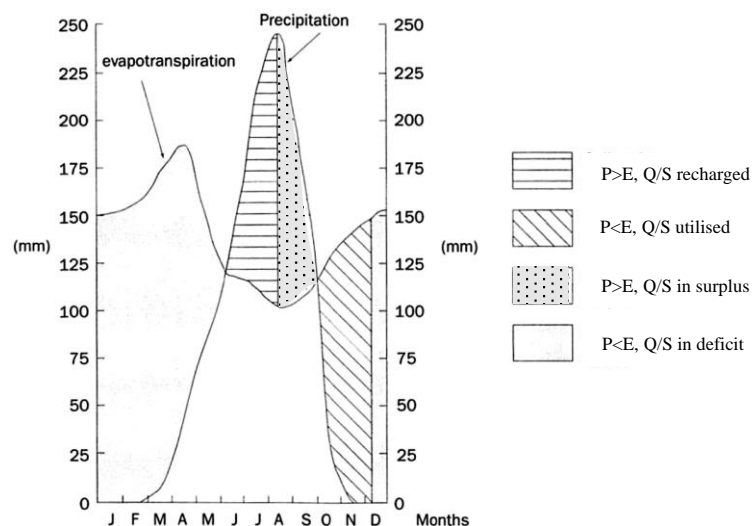 Precipitation
evapotranspiration
250
225
200
175
150
(mm)
125
100
75
50
25
0
250
225
200
175
150
(mm)
125
100
75
50
25
0
J F M A M J J A S O N D Months
P>E, Q/S recharged
P<E, Q/S utilised
P>E, Q/S in surplus
P<E, Q/S in deficit